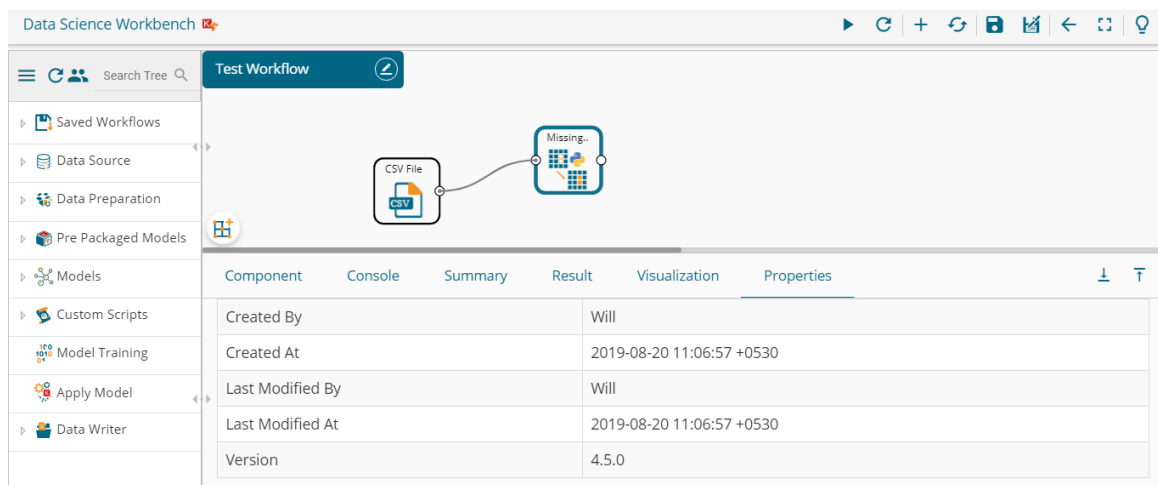 Data Science Workbench
Search Tree
Test Workflow
Saved Workflows
Data Source
Data Preparation
Pre Packaged Models
Models
Custom Scripts
Model Training
Apply Model
Data Writer
CSV File
CSV
Missing..
Component Console Summary Result Visualization Properties
Created By Will
Created At 2019-08-20 11:06:57 +0530
Last Modified By Will
Last Modified At 2019-08-20 11:06:57 +0530
Version 4.5.0